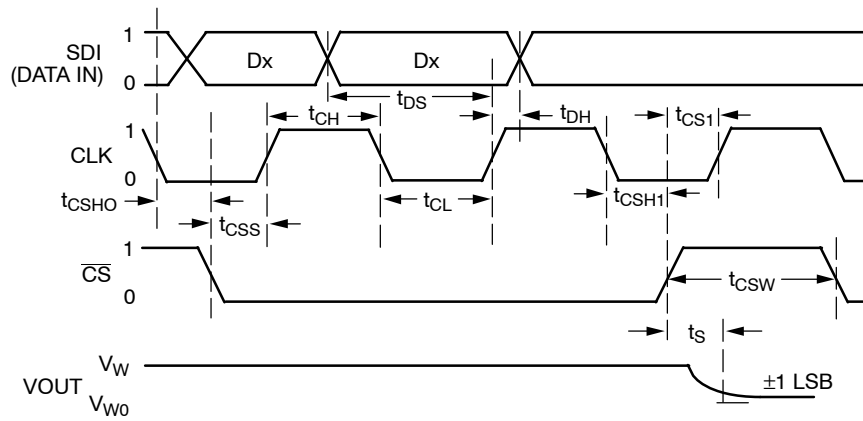 SDI
(DATA IN)
1
0
Dx
Dx
tDS
tCH
tDH
tCS1
CLK
1
0
tCSHO
tCSS
tCL
tCSH1
CS
1
0
tCSW
tS
VOUT
VW
VW0
±1 LSB